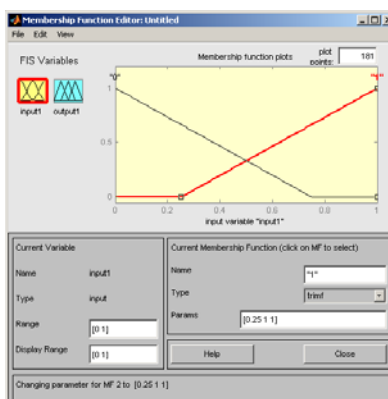 Membership Function Editor: Untitled
File Edit View
FIS Variables
Membership function plots
plot points: 181
input1
output1
"0"
"1"
1
0.5
0
0 0.2 0.4 0.6 0.8 1
input variable "input1"
Current Variable
Name input1
Type input
Range [0 1]
Display Range [0 1]
Current Membership Function (click on MF to select)
Name "1"
Type trimf
Params [0.25 1 1]
Help
Close
Changing parameter for MF 2 to [0.25 1 1]